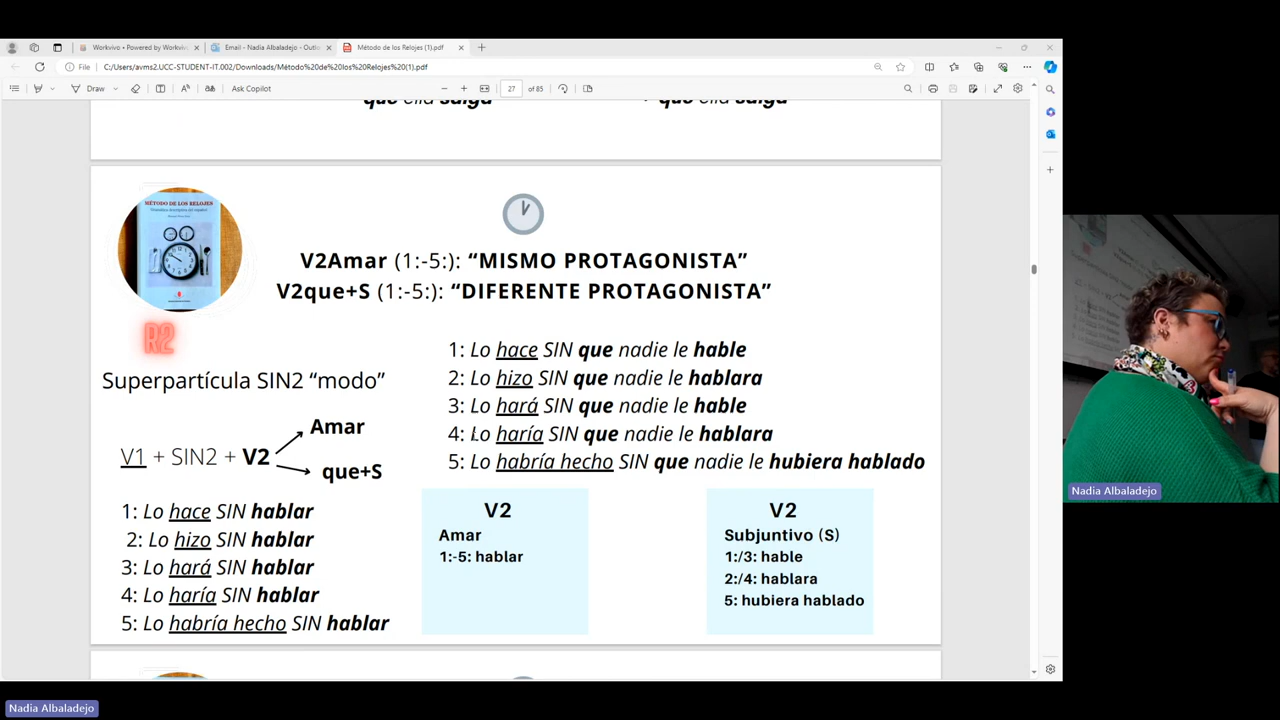 Workvivo • Powered by Workviv
Email - Nadia Albaladejo - Outlo
Método de los Relojes (1).pdf
File
C:/Users/avms2.UCC-STUDENT-IT.002/Downloads/Método%20de%20los%20Relojes%20(1).pdf
Draw
Ask Copilot
27 of 85
que ella salga
que ella salga
MÉTODO DE LOS RELOJES
V2Amar (1:-5:): “MISMO PROTAGONISTA”
V2que+S (1:-5:): “DIFERENTE PROTAGONISTA”
R2
Superpartícula SIN2 “modo”
V1 + SIN2 + V2
Amar
que+S
1: Lo hace SIN hablar
2: Lo hizo SIN hablar
3: Lo hará SIN hablar
4: Lo haría SIN hablar
5: Lo habría hecho SIN hablar
1: Lo hace SIN que nadie le hable
2: Lo hizo SIN que nadie le hablara
3: Lo hará SIN que nadie le hable
4: Lo haría SIN que nadie le hablara
5: Lo habría hecho SIN que nadie le hubiera hablado
V2
Amar
1:-5: hablar
V2
Subjuntivo (S)
1:/3: hable
2:/4: hablara
5: hubiera hablado
Nadia Albaladejo
Nadia Albaladejo